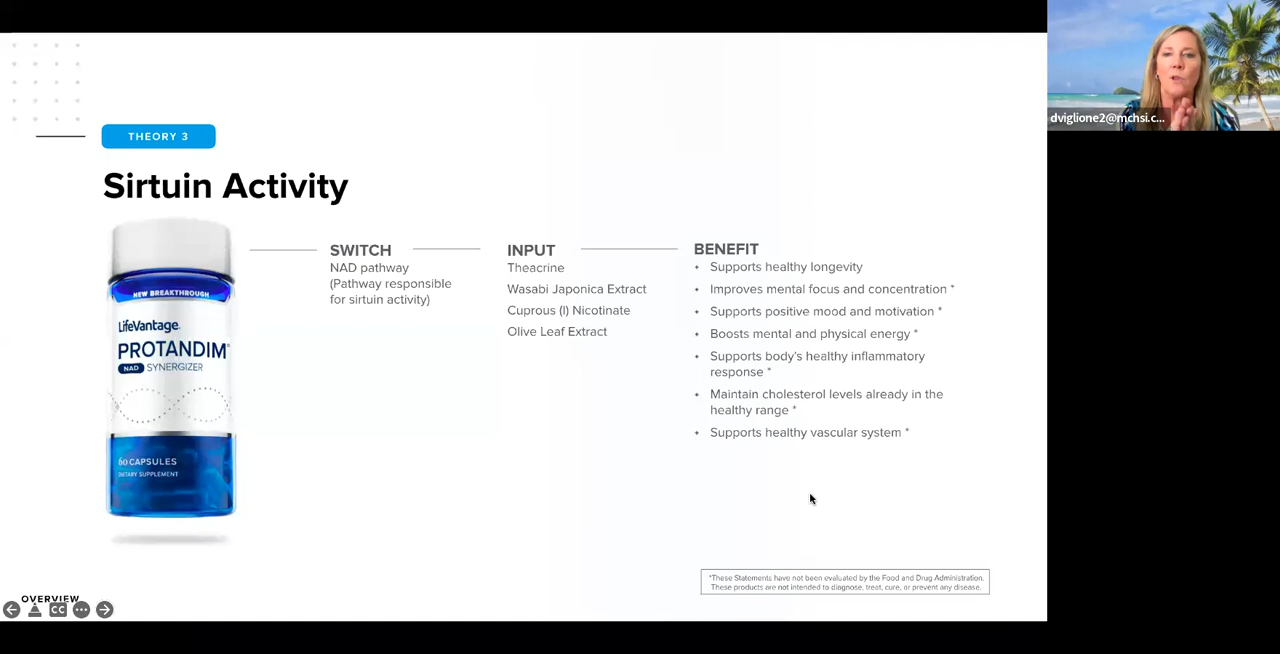 dviglione2@mchsi.c...
THEORY 3
Sirtuin Activity
NEW BREAKTHROUGH
LifeVantage
PROTANDIM®
NAD SYNERGIZER
60 CAPSULES
DIETARY SUPPLEMENT
SWITCH
NAD pathway
(Pathway responsible
for sirtuin activity)
INPUT
Theacrine
Wasabi Japonica Extract
Cuprous (I) Nicotinate
Olive Leaf Extract
BENEFIT
• Supports healthy longevity
• Improves mental focus and concentration *
• Supports positive mood and motivation *
• Boosts mental and physical energy *
• Supports body's healthy inflammatory
response *
• Maintain cholesterol levels already in the
healthy range *
• Supports healthy vascular system *
*These Statements have not been evaluated by the Food and Drug Administration.
These products are not intended to diagnose, treat, cure, or prevent any disease.
OVERVIEW
CC